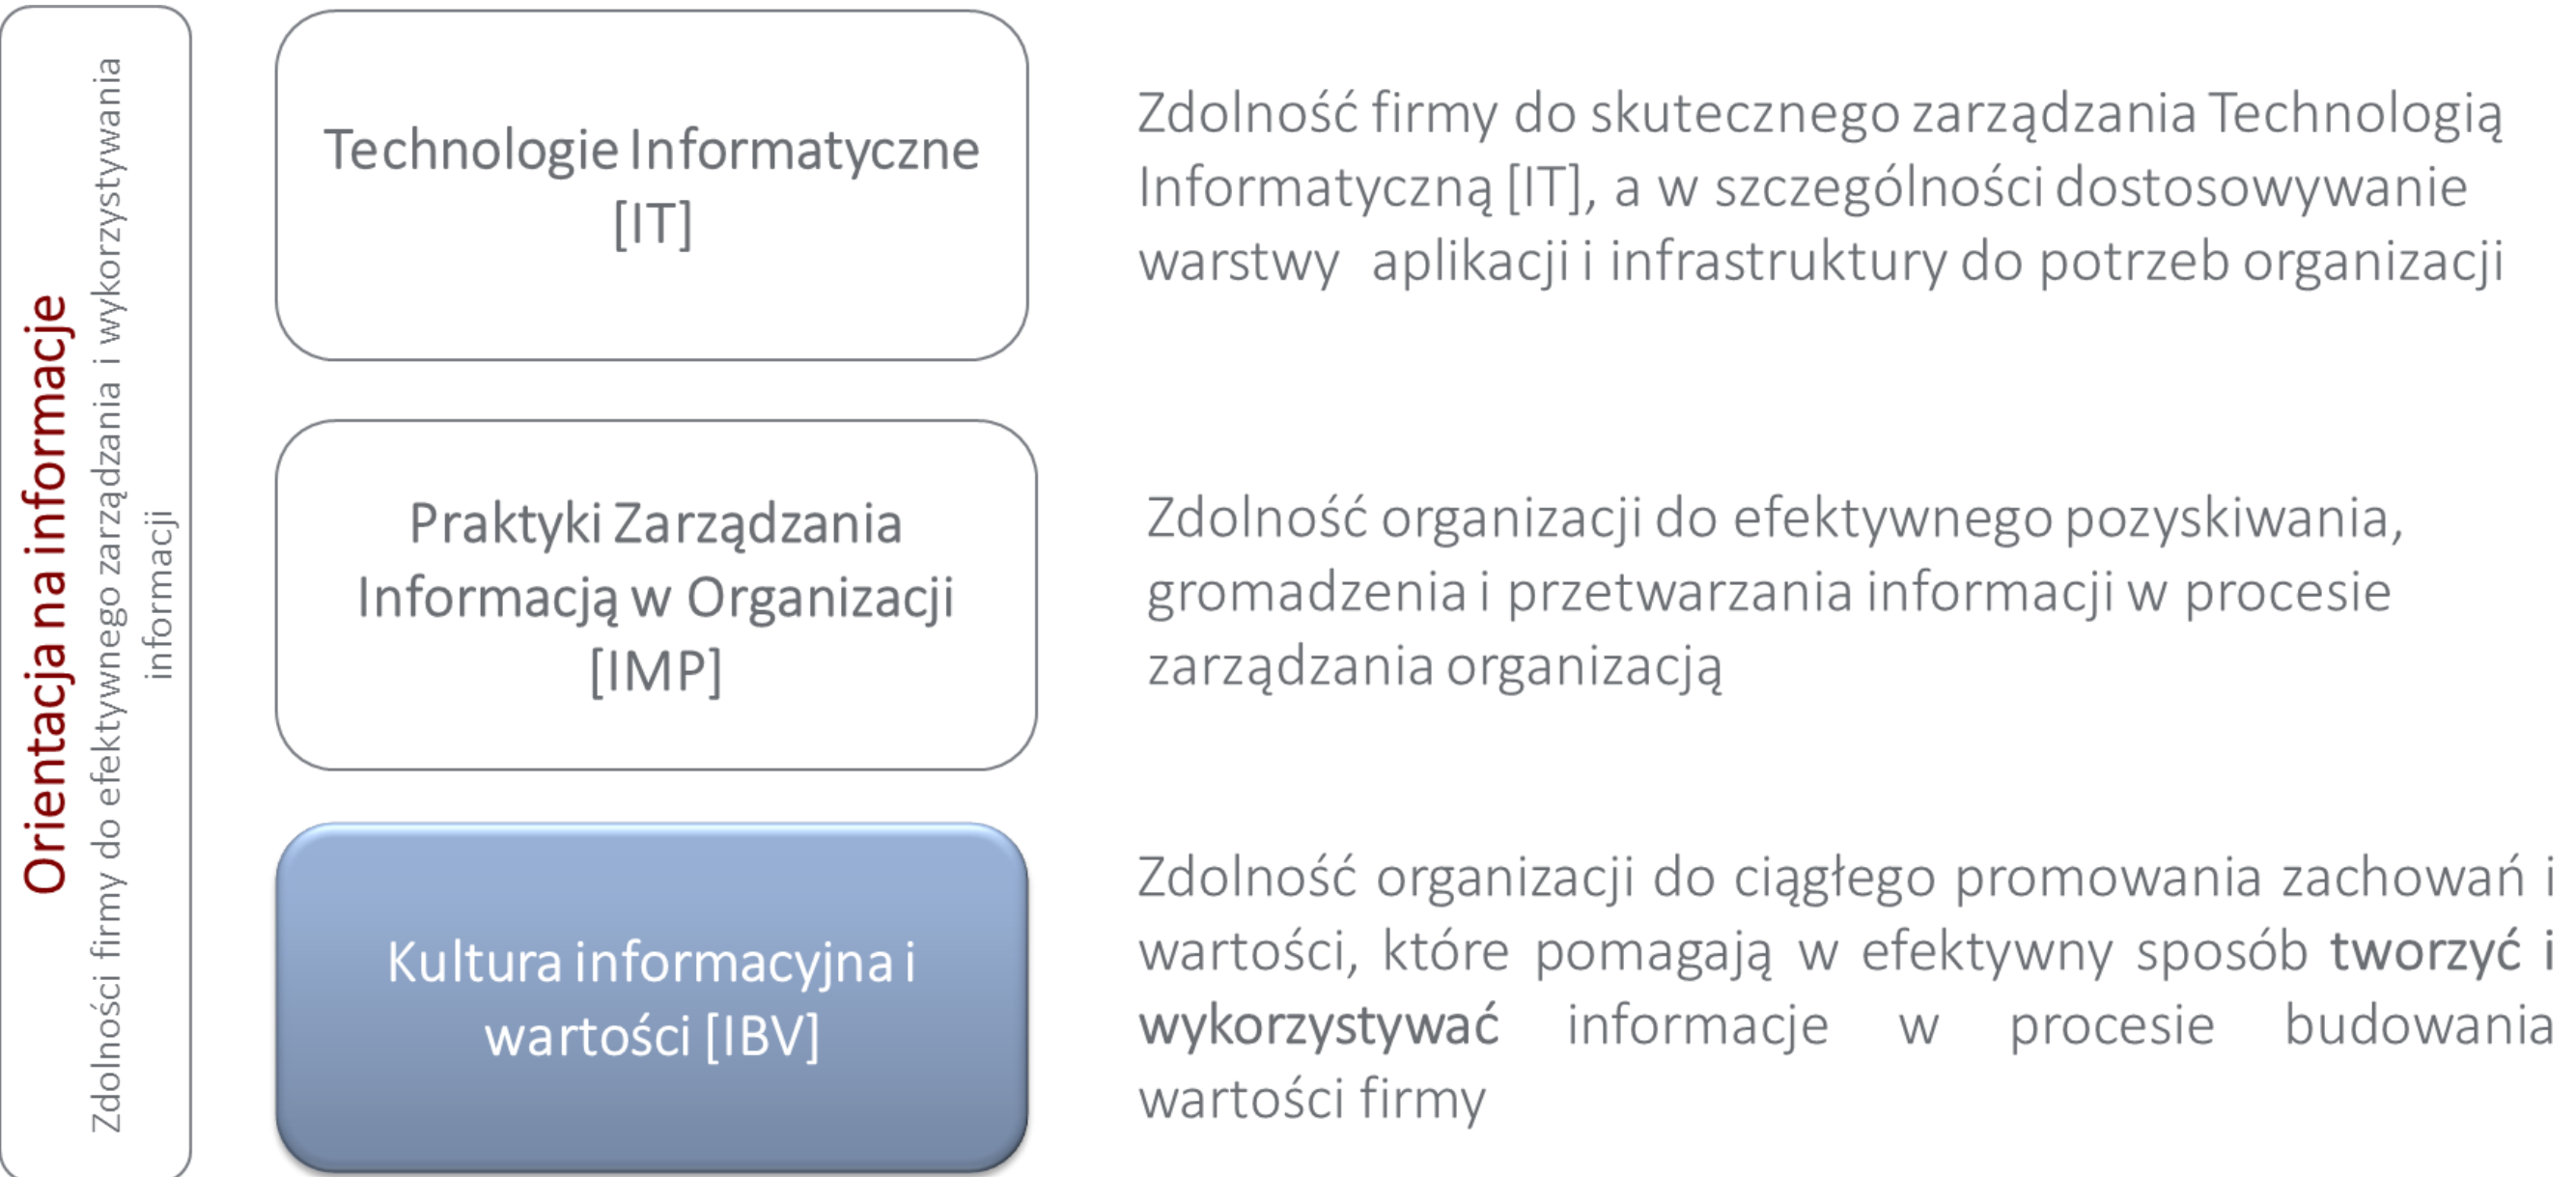 Orientacja na informacje
Zdolności firmy do efektywnego zarządzania i wykorzystywania
informacji
Technologie Informatyczne
[IT]
Zdolność firmy do skutecznego zarządzania Technologią
Informatyczną [IT], a w szczególności dostosowywanie
warstwy aplikacji i infrastruktury do potrzeb organizacji
Praktyki Zarządzania
Informacją w Organizacji
[IMP]
Zdolność organizacji do efektywnego pozyskiwania,
gromadzenia i przetwarzania informacji w procesie
zarządzania organizacją
Kultura informacyjna i
wartości [IBV]
Zdolność organizacji do ciągłego promowania zachowań i
wartości, które pomagają w efektywny sposób tworzyć i
wykorzystywać informacje w procesie budowania
wartości firmy